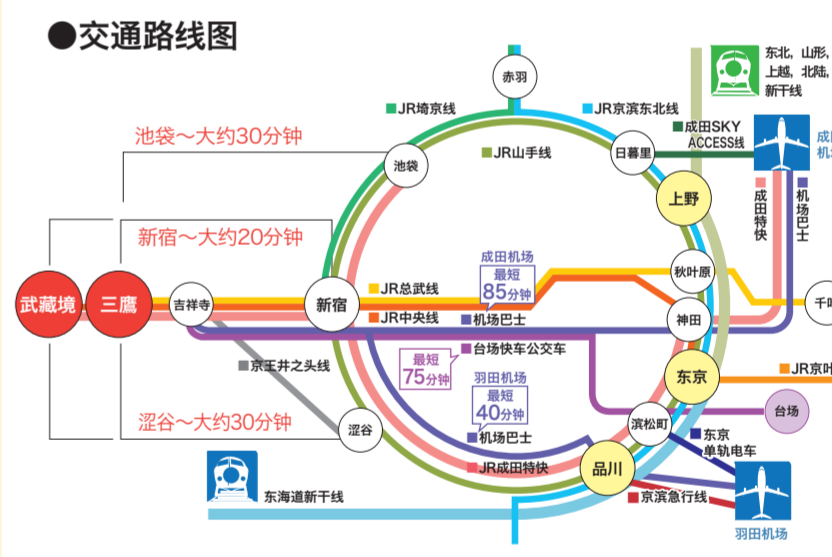 ●交通路线图
东北，山形，
上越，北陆，
新干线
赤羽
■JR埼京线
■JR京滨东北线
■成田SKY
ACCESS线
池袋～大约30分钟
■JR山手线
日暮里
池袋
上野
■成田特快
■机场巴士
新宿～大约20分钟
成田机场
最短
85分钟
秋叶原
■JR总武线
武藏境
三鹰
吉祥寺
新宿
■JR中央线
■机场巴士
神田
■台场快车公交车
最短
75分钟
■京王井之头线
羽田机场
最短
40分钟
东京
■JR京叶
台场
涩谷～大约30分钟
涩谷
滨松町
■机场巴士
■东京
单轨电车
■JR成田特快
品川
东海道新干线
■京滨急行线
羽田机场